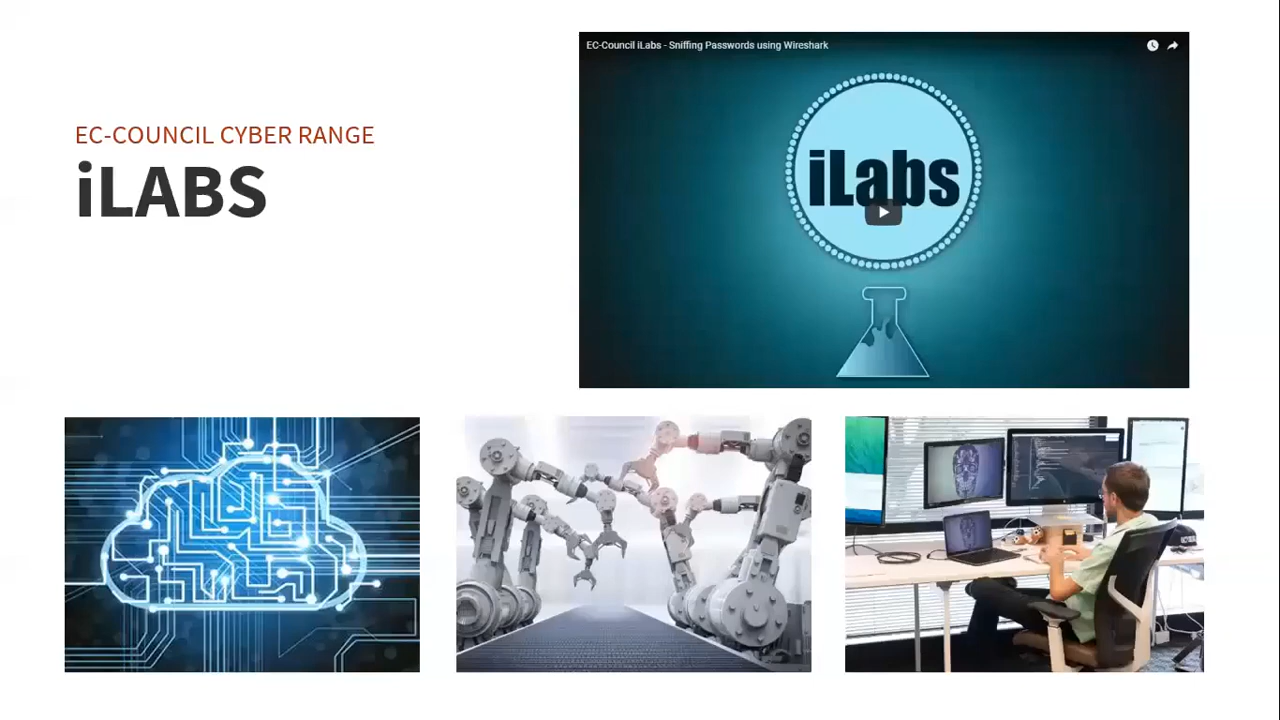 EC-COUNCIL CYBER RANGE
iLABS
EC-Council iLabs - Sniffing Passwords using Wireshark
iLabs